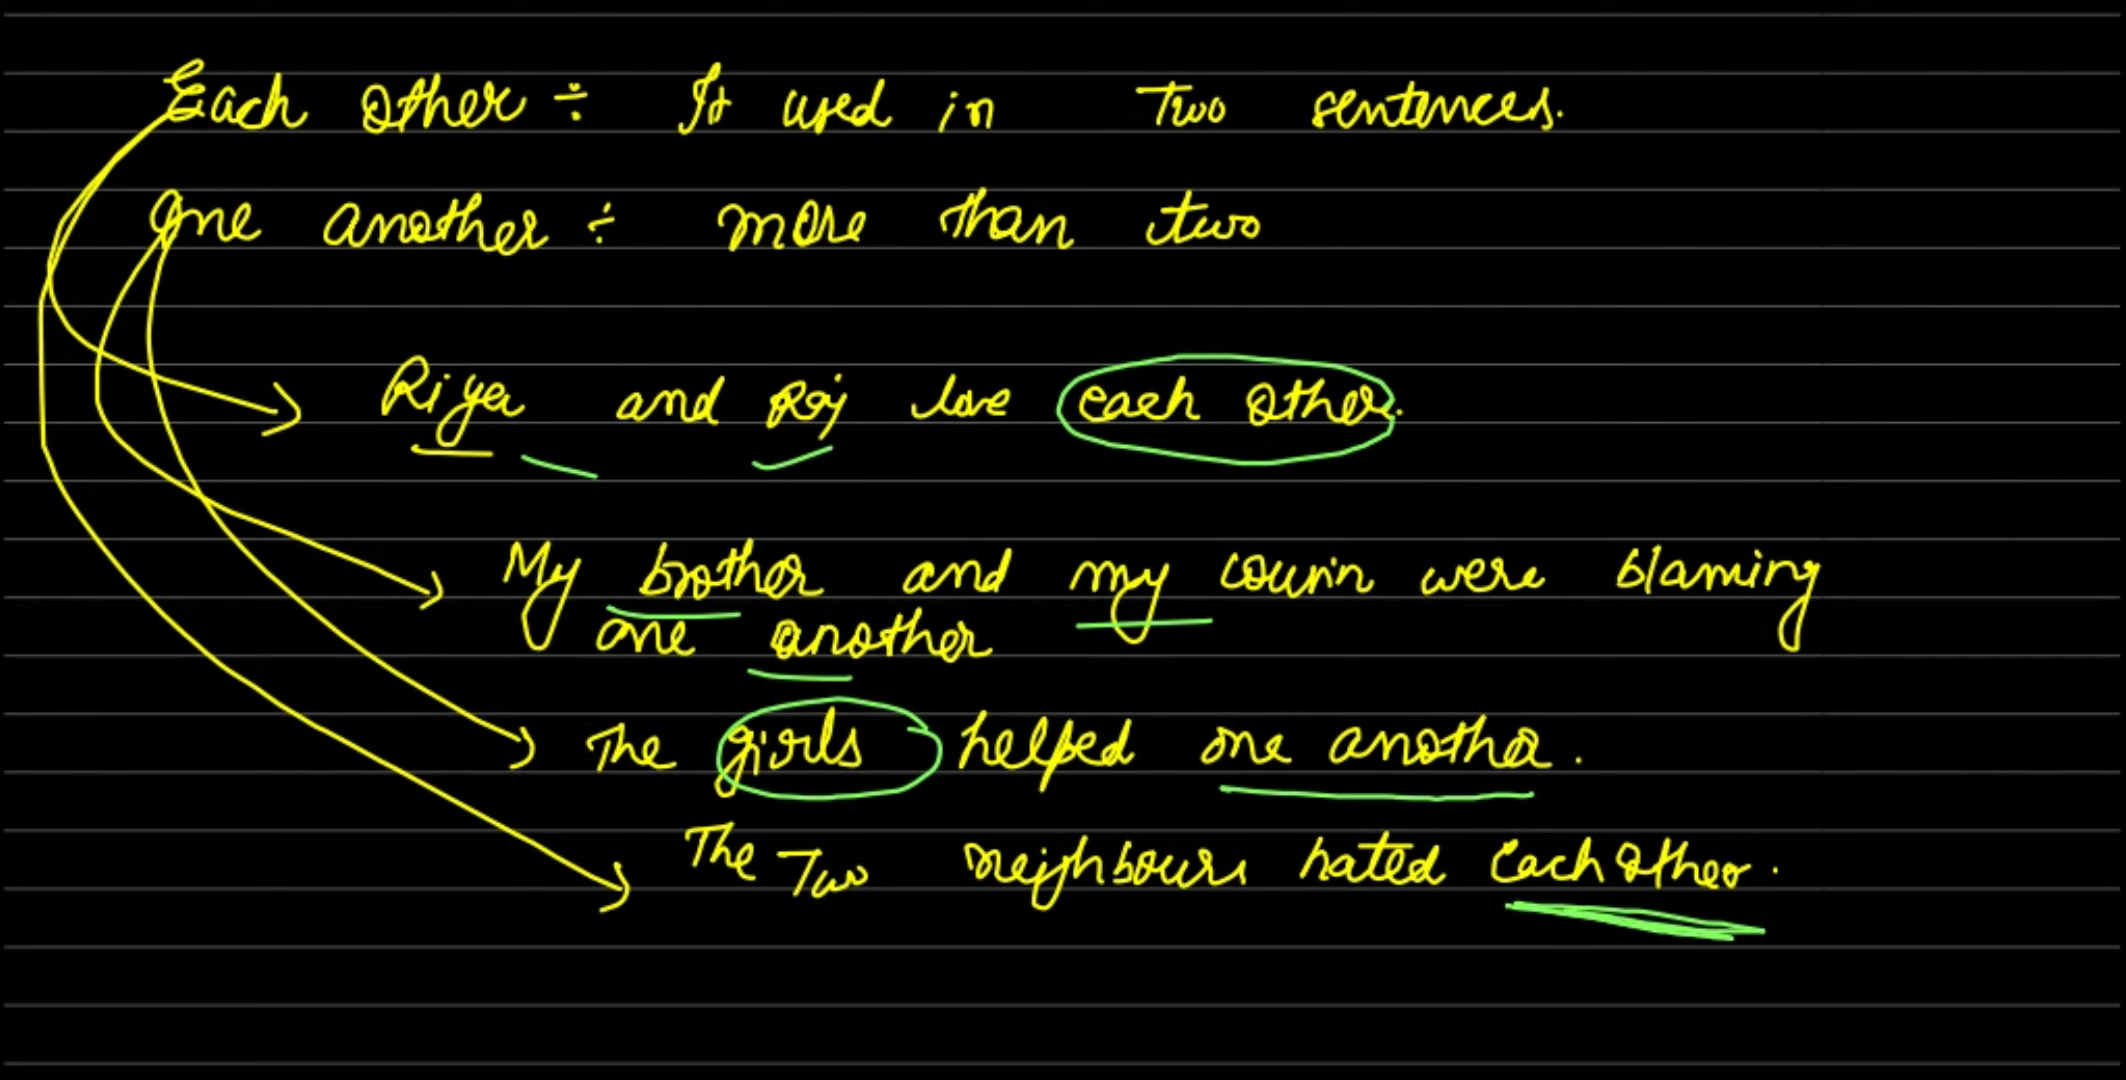 Each Other ÷ It used in Two sentences.
One another ÷ more than two
Riya and Raj love each other.
My brother and my cousin were blaming
one another
The girls helped one another.
The Two neighbours hated Each other.